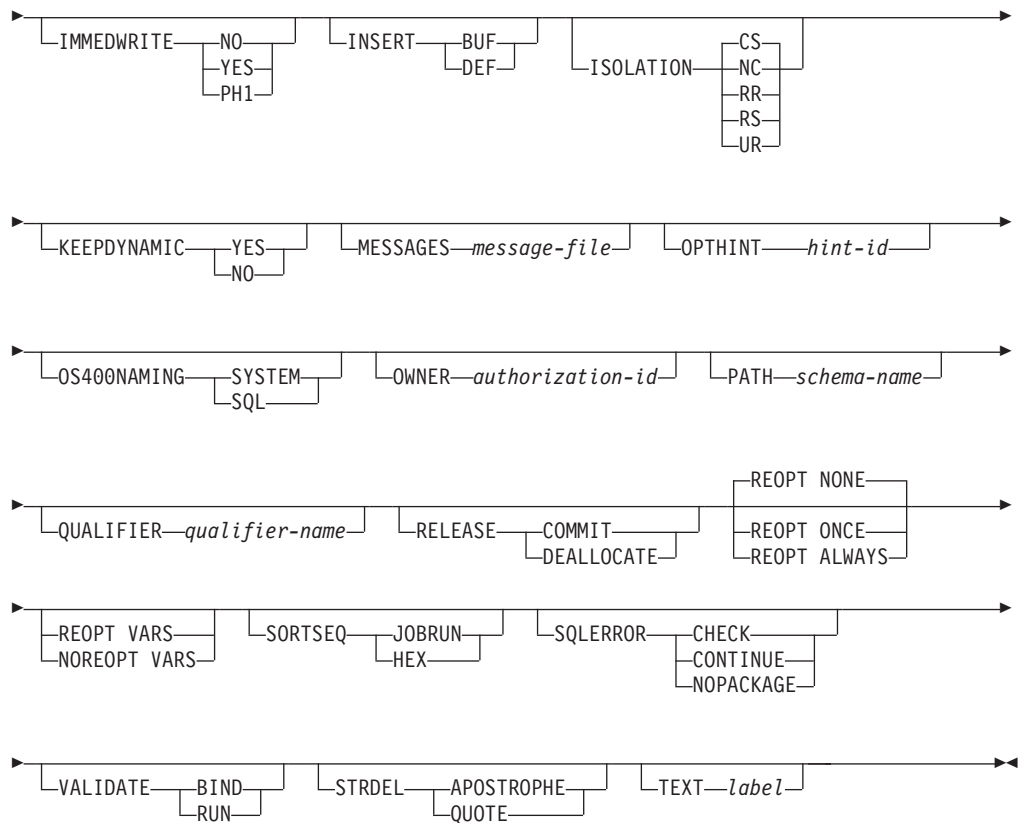 IMMEDWRITE NO INSERT BUF ISOLATION CS
YES DEF NC
PH1 RR
RS
UR
KEEPDYNAMIC YES MESSAGES message-file OPTHINT hint-id
NO
OS400NAMING SYSTEM OWNER authorization-id PATH schema-name
SQL
REOPT NONE
QUALIFIER qualifier-name RELEASE COMMIT REOPT ONCE
DEALLOCATE REOPT ALWAYS
REOPT VARS SORTSEQ JOBRUN SQLERROR CHECK
NOREOPT VARS HEX CONTINUE
NOPACKAGE
VALIDATE BIND STRDEL APOSTROPHE TEXT label
RUN QUOTE